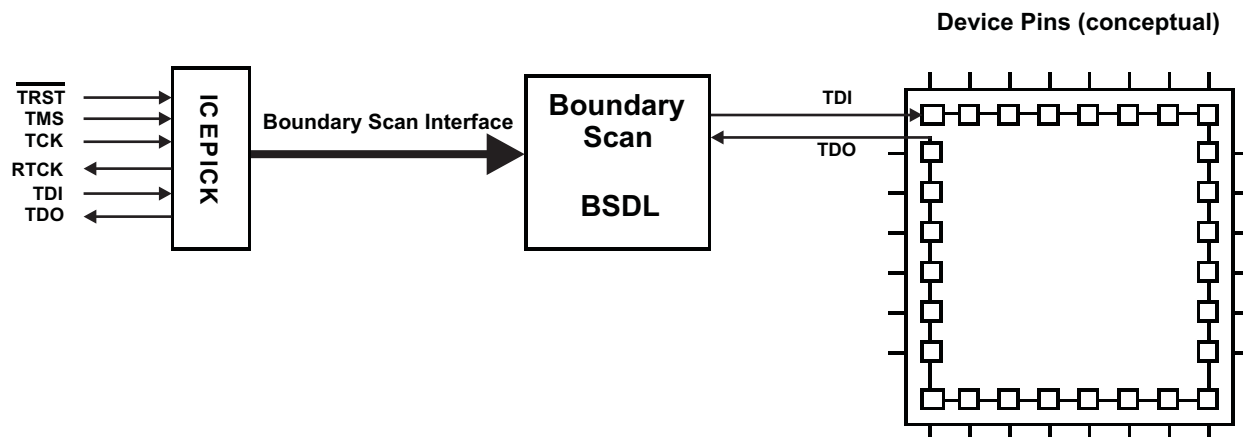 Device Pins (conceptual)
TRST
TMS
TCK
RTCK
TDI
TDO
ICEPICK
Boundary Scan Interface
Boundary
Scan
BSDL
TDI
TDO